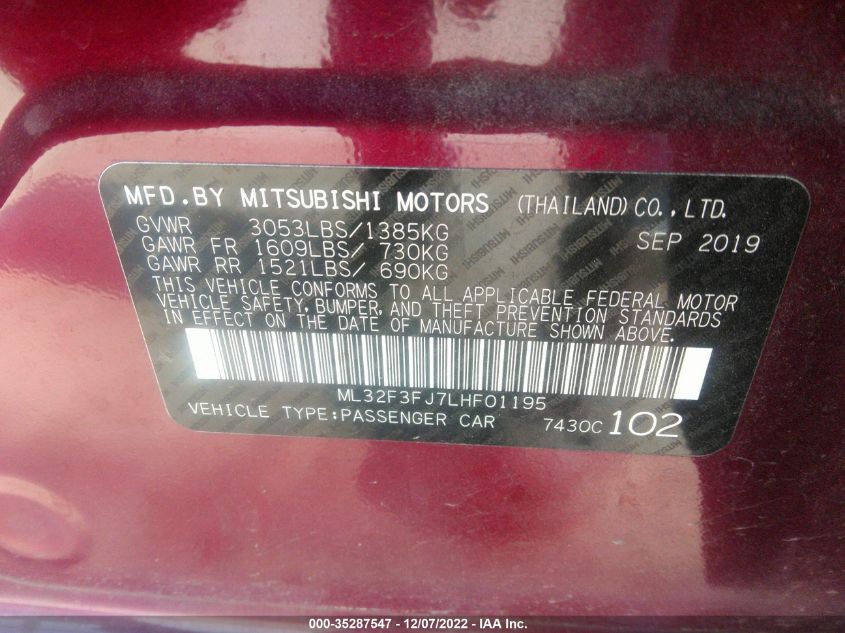 MFD.BY MITSUBISHI MOTORS (THAILAND) CO.,LTD.
GVWR 3053LBS/1385KG SEP 2019
GAWR FR 1609LBS/ 730KG
GAWR RR 1521LBS/ 690KG
THIS VEHICLE CONFORMS TO ALL APPLICABLE FEDERAL MOTOR
VEHICLE SAFETY, BUMPER, AND THEFT PREVENTION STANDARDS
IN EFFECT ON THE DATE OF MANUFACTURE SHOWN ABOVE.
ML32F3FJ7LHF01195
VEHICLE TYPE:PASSENGER CAR 7430C 102
000-35287547 - 12/07/2022 - IAA Inc.